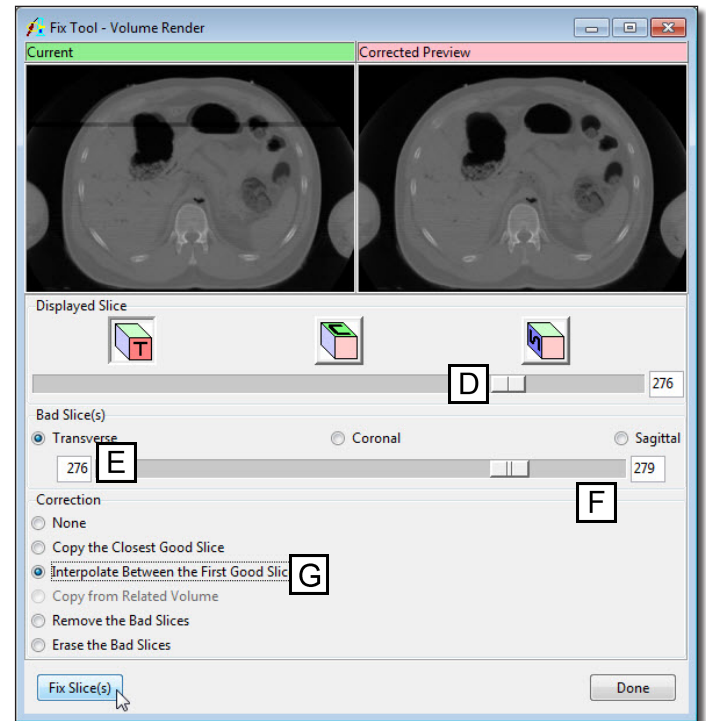 Fix Tool - Volume Render
Current Corrected Preview
Displayed Slice
T C S
D 276
Bad Slice(s)
Transverse Coronal Sagittal
276 E 279
F
Correction
None
Copy the Closest Good Slice
Interpolate Between the First Good Slic G
Copy from Related Volume
Remove the Bad Slices
Erase the Bad Slices
Fix Slice(s) Done